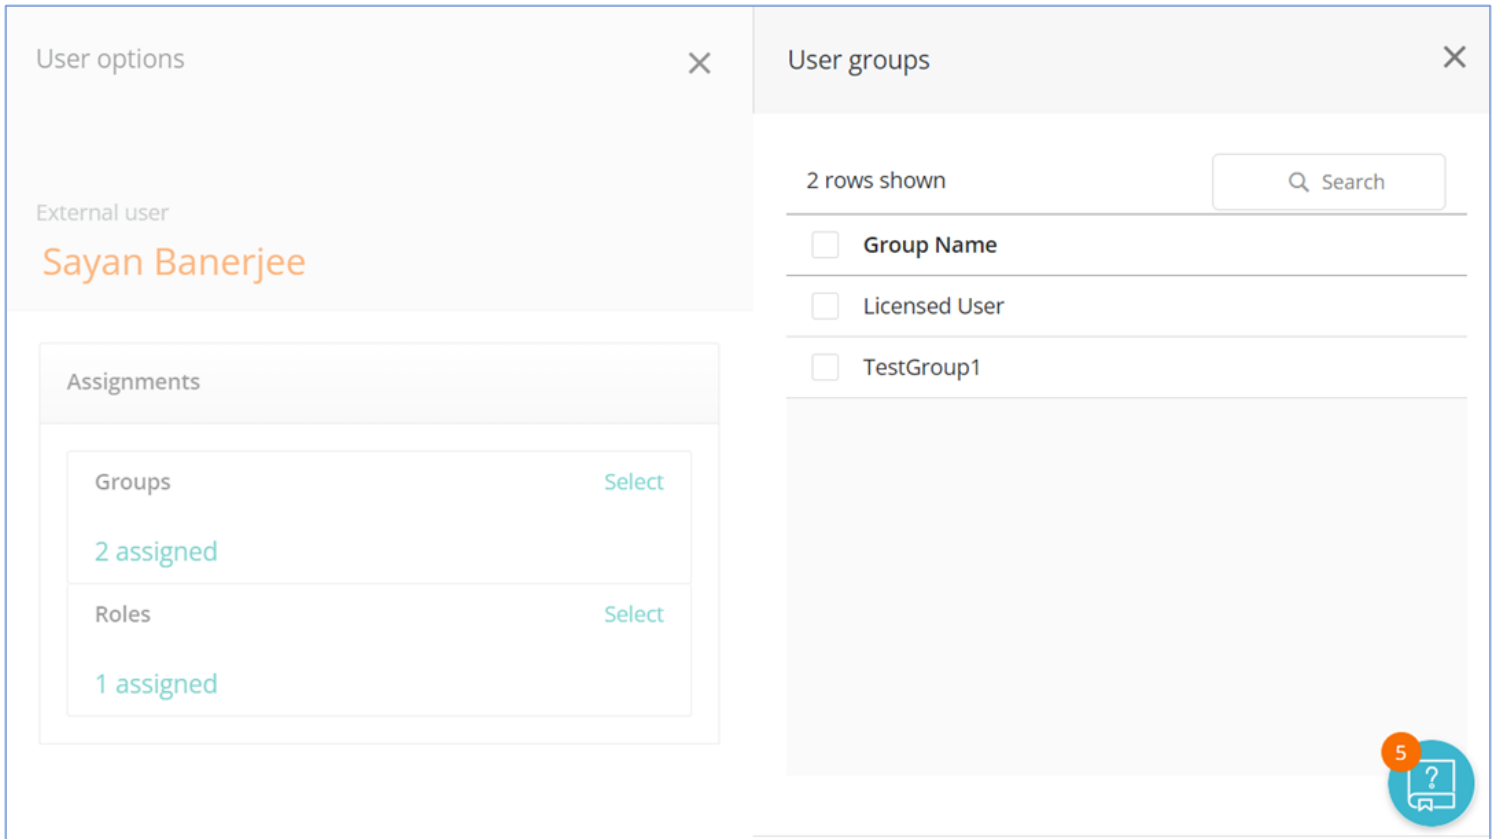 User options
External user
Sayan Banerjee
Assignments
Groups
Select
2 assigned
Roles
Select
1 assigned
User groups
2 rows shown
Search
Group Name
Licensed User
TestGroup1
5
?